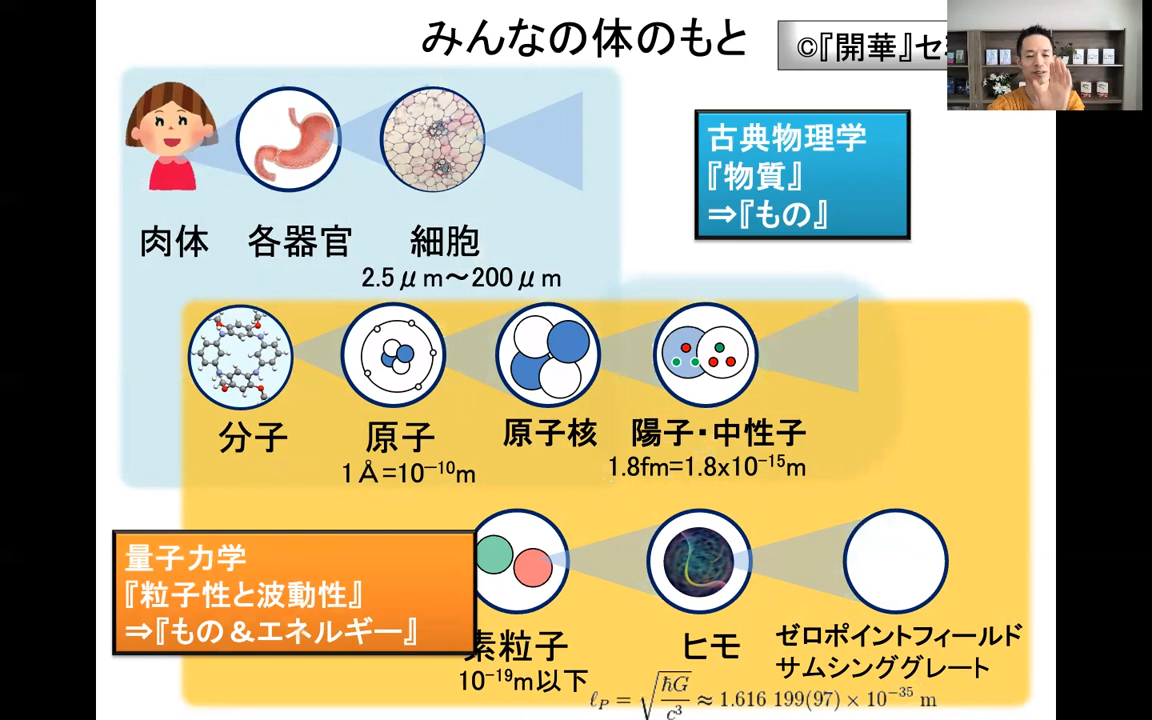 みんなの体のもと
©『開華』セ
古典物理学
『物質』
⇒『もの』
肉体
各器官
細胞
2.5μm～200μm
分子
原子
原子核
陽子・中性子
1Å=10⁻¹⁰m
1.8fm=1.8x10⁻¹⁵m
量子力学
『粒子性と波動性』
⇒『もの＆エネルギー』
素粒子
ヒモ
ゼロポイントフィールド
サムシンググレート
10⁻¹⁹m以下
ℓ_P = √(ħG/c³) ≈ 1.616 199(97) × 10⁻³⁵ m